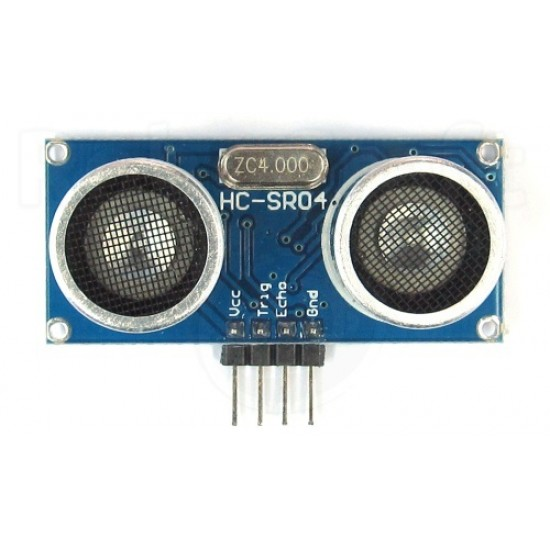 ZC4.000
HC-SR04
Vcc
Trig
Echo
Gnd